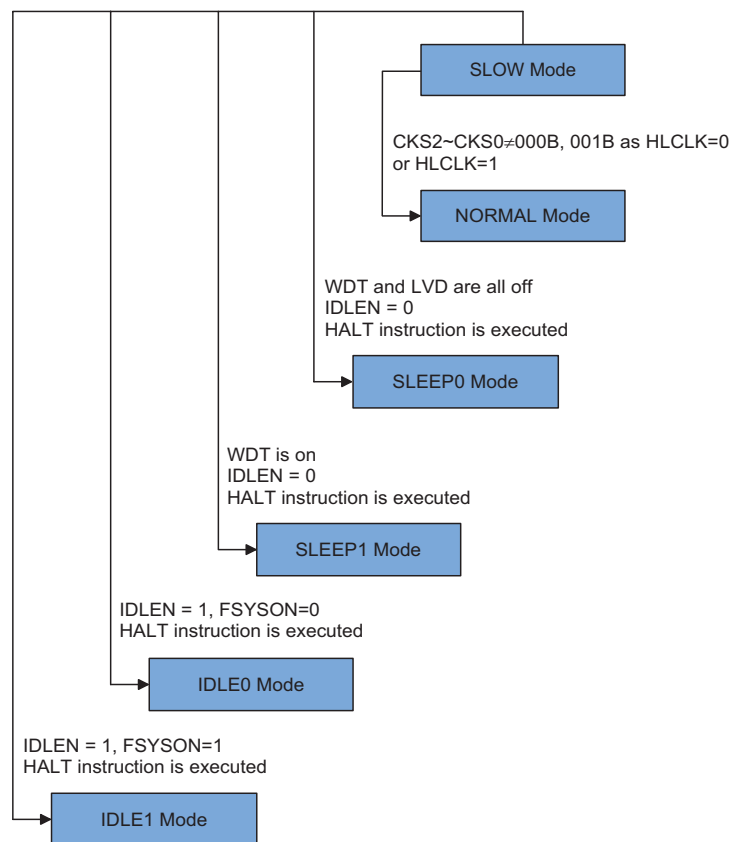 SLOW Mode
CKS2~CKS0≠000B, 001B as HLCLK=0
or HLCLK=1
NORMAL Mode
WDT and LVD are all off
IDLEN = 0
HALT instruction is executed
SLEEP0 Mode
WDT is on
IDLEN = 0
HALT instruction is executed
SLEEP1 Mode
IDLEN = 1, FSYSON=0
HALT instruction is executed
IDLE0 Mode
IDLEN = 1, FSYSON=1
HALT instruction is executed
IDLE1 Mode